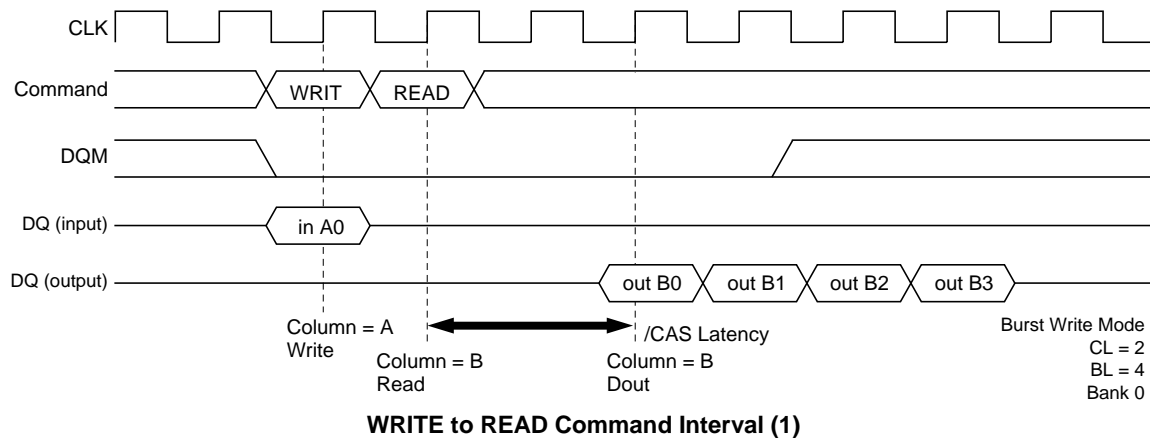 CLK
Command
WRIT
READ
DQM
DQ (input)
in A0
DQ (output)
out B0
out B1
out B2
out B3
Column = A
Write
Column = B
Read
/CAS Latency
Column = B
Dout
Burst Write Mode
CL = 2
BL = 4
Bank 0
WRITE to READ Command Interval (1)